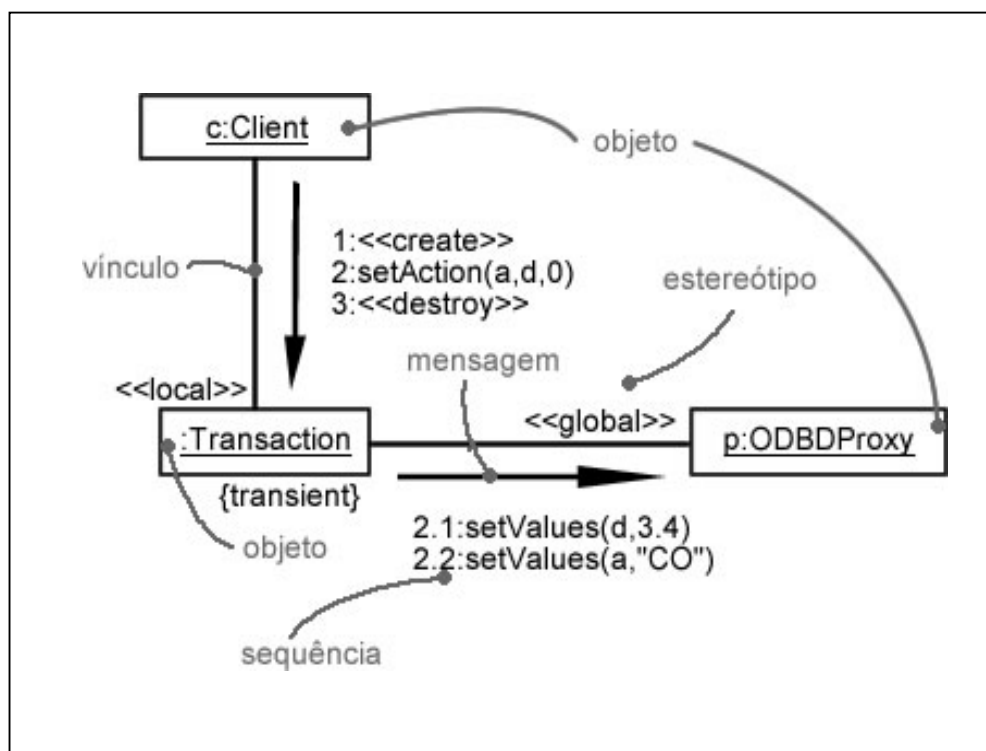 c:Client
objeto
1:<<create>>
2:setAction(a,d,0)
3:<<destroy>>
vínculo
estereótipo
mensagem
<<local>>
<<global>>
:Transaction
p:ODBDProxy
{transient}
2.1:setValues(d,3.4)
2.2:setValues(a,"CO")
objeto
sequência